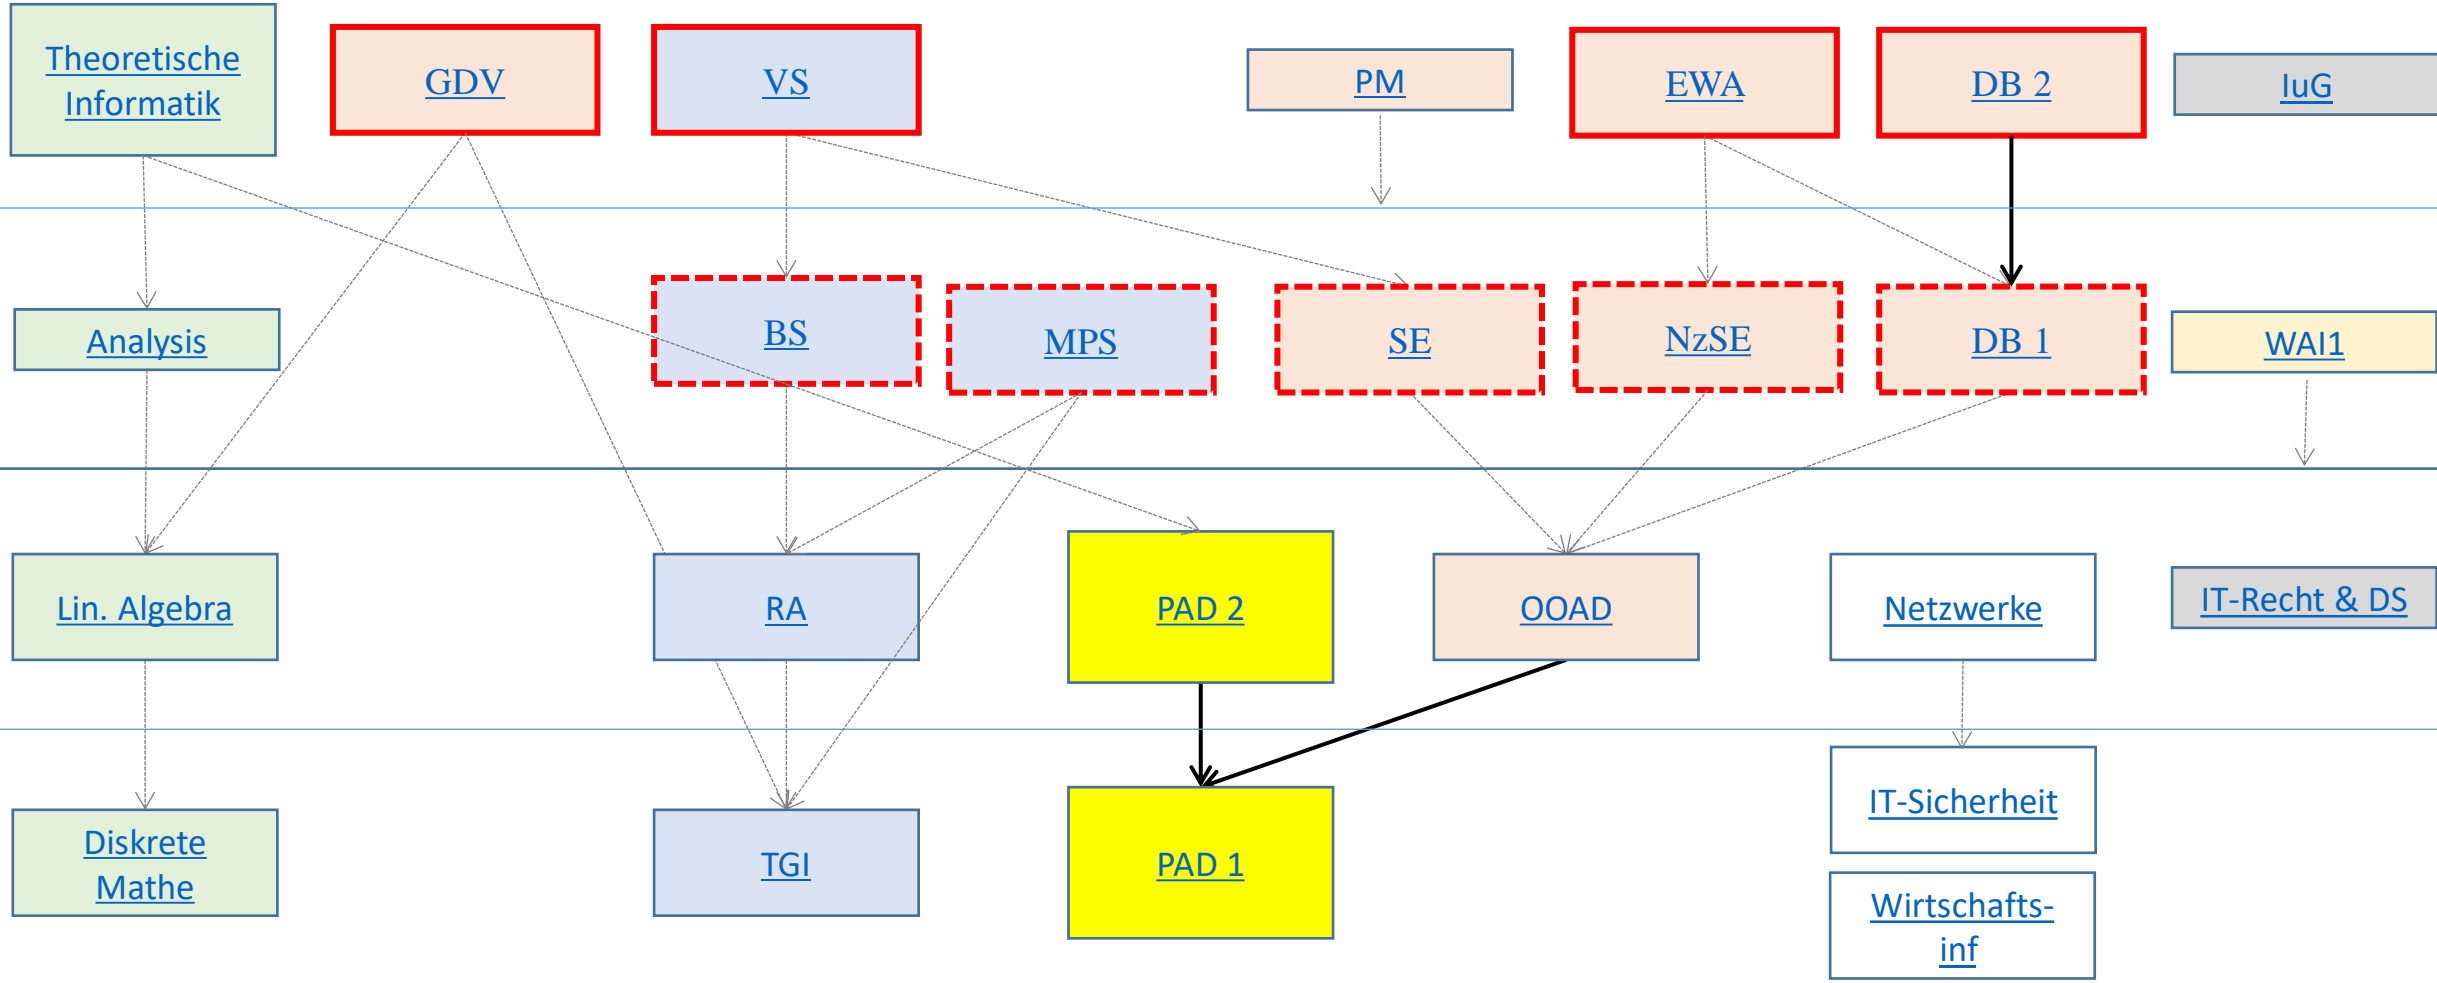 Theoretische
Informatik
GDV
VS
PM
EWA
DB 2
IuG
Analysis
BS
MPS
SE
NzSE
DB 1
WAI1
Lin. Algebra
RA
PAD 2
OOAD
Netzwerke
IT-Recht & DS
Diskrete
Mathe
TGI
PAD 1
IT-Sicherheit
Wirtschafts-
inf